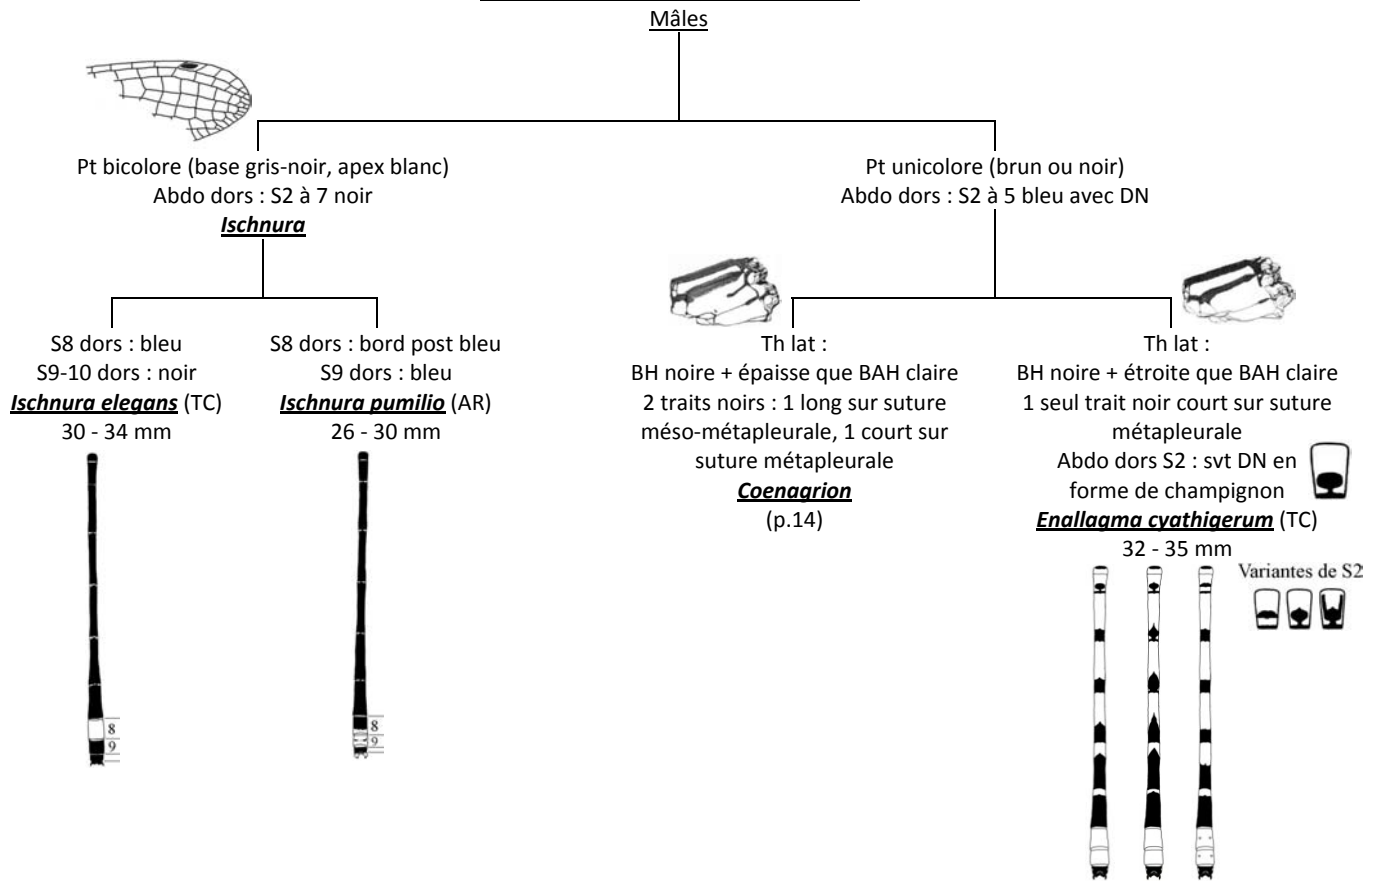 Mâles
Pt bicolore (base gris-noir, apex blanc)
Abdo dors : S2 à 7 noir
Ischnura
Pt unicolore (brun ou noir)
Abdo dors : S2 à 5 bleu avec DN
S8 dors : bleu
S9-10 dors : noir
Ischnura elegans (TC)
30 - 34 mm
8
9
S8 dors : bord post bleu
S9 dors : bleu
Ischnura pumilio (AR)
26 - 30 mm
8
9
Th lat :
BH noire + épaisse que BAH claire
2 traits noirs : 1 long sur suture
méso-métapleurale, 1 court sur
suture métapleurale
Coenagrion
(p.14)
Th lat :
BH noire + étroite que BAH claire
1 seul trait noir court sur suture
métapleurale
Abdo dors S2 : svt DN en
forme de champignon
Enallagma cyathigerum (TC)
32 - 35 mm
Variantes de S2